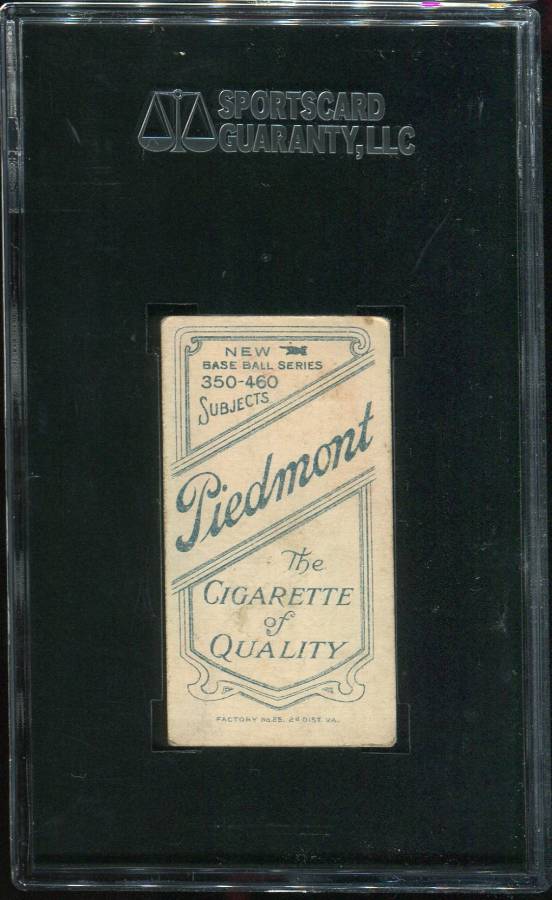 SPORTSCARD
GUARANTY, LLC
NEW
BASE BALL SERIES
350-460
SUBJECTS
Piedmont
The
CIGARETTE
of
QUALITY
FACTORY No. 25, 2d DIST. VA.